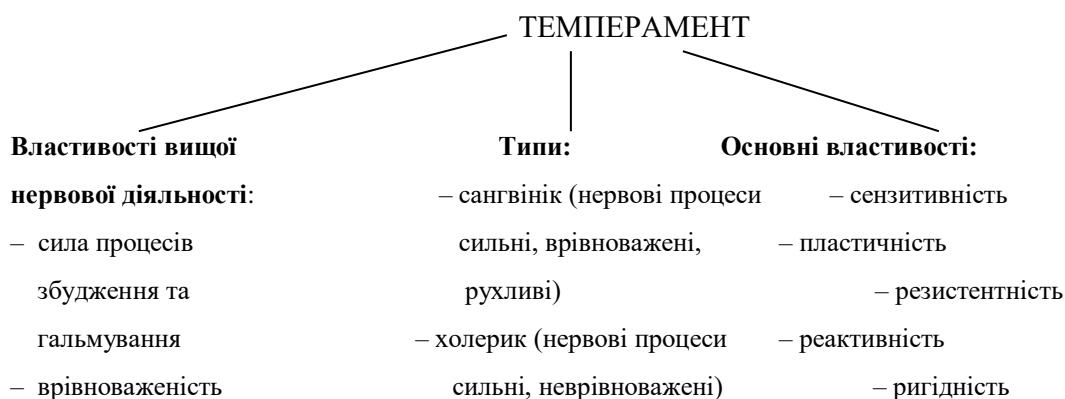 ТЕМПЕРАМЕНТ
Властивості вищої
нервової діяльності:
– сила процесів
збудження та
гальмування
– врівноваженість
Типи:
– сангвінік (нервові процеси
сильні, врівноважені,
рухливі)
– холерик (нервові процеси
сильні, неврівноважені)
Основні властивості:
– сензитивність
– пластичність
– резистентність
– реактивність
– ригідність